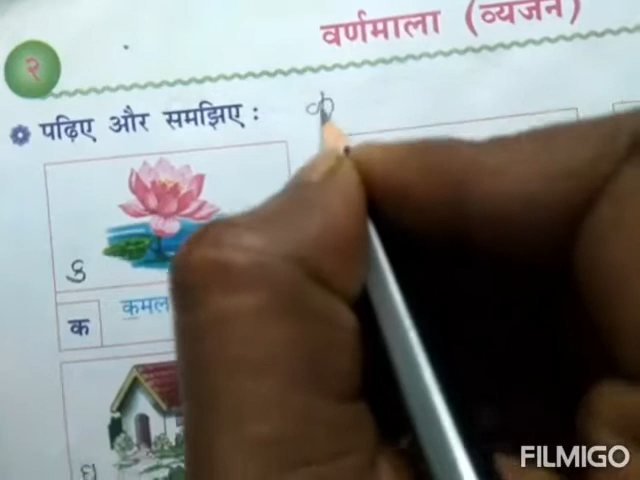 वर्णमाला (व्यंजन)
२
पढ़िए और समझिए :
क
ક
क कमल
ઘ
FILMIGO